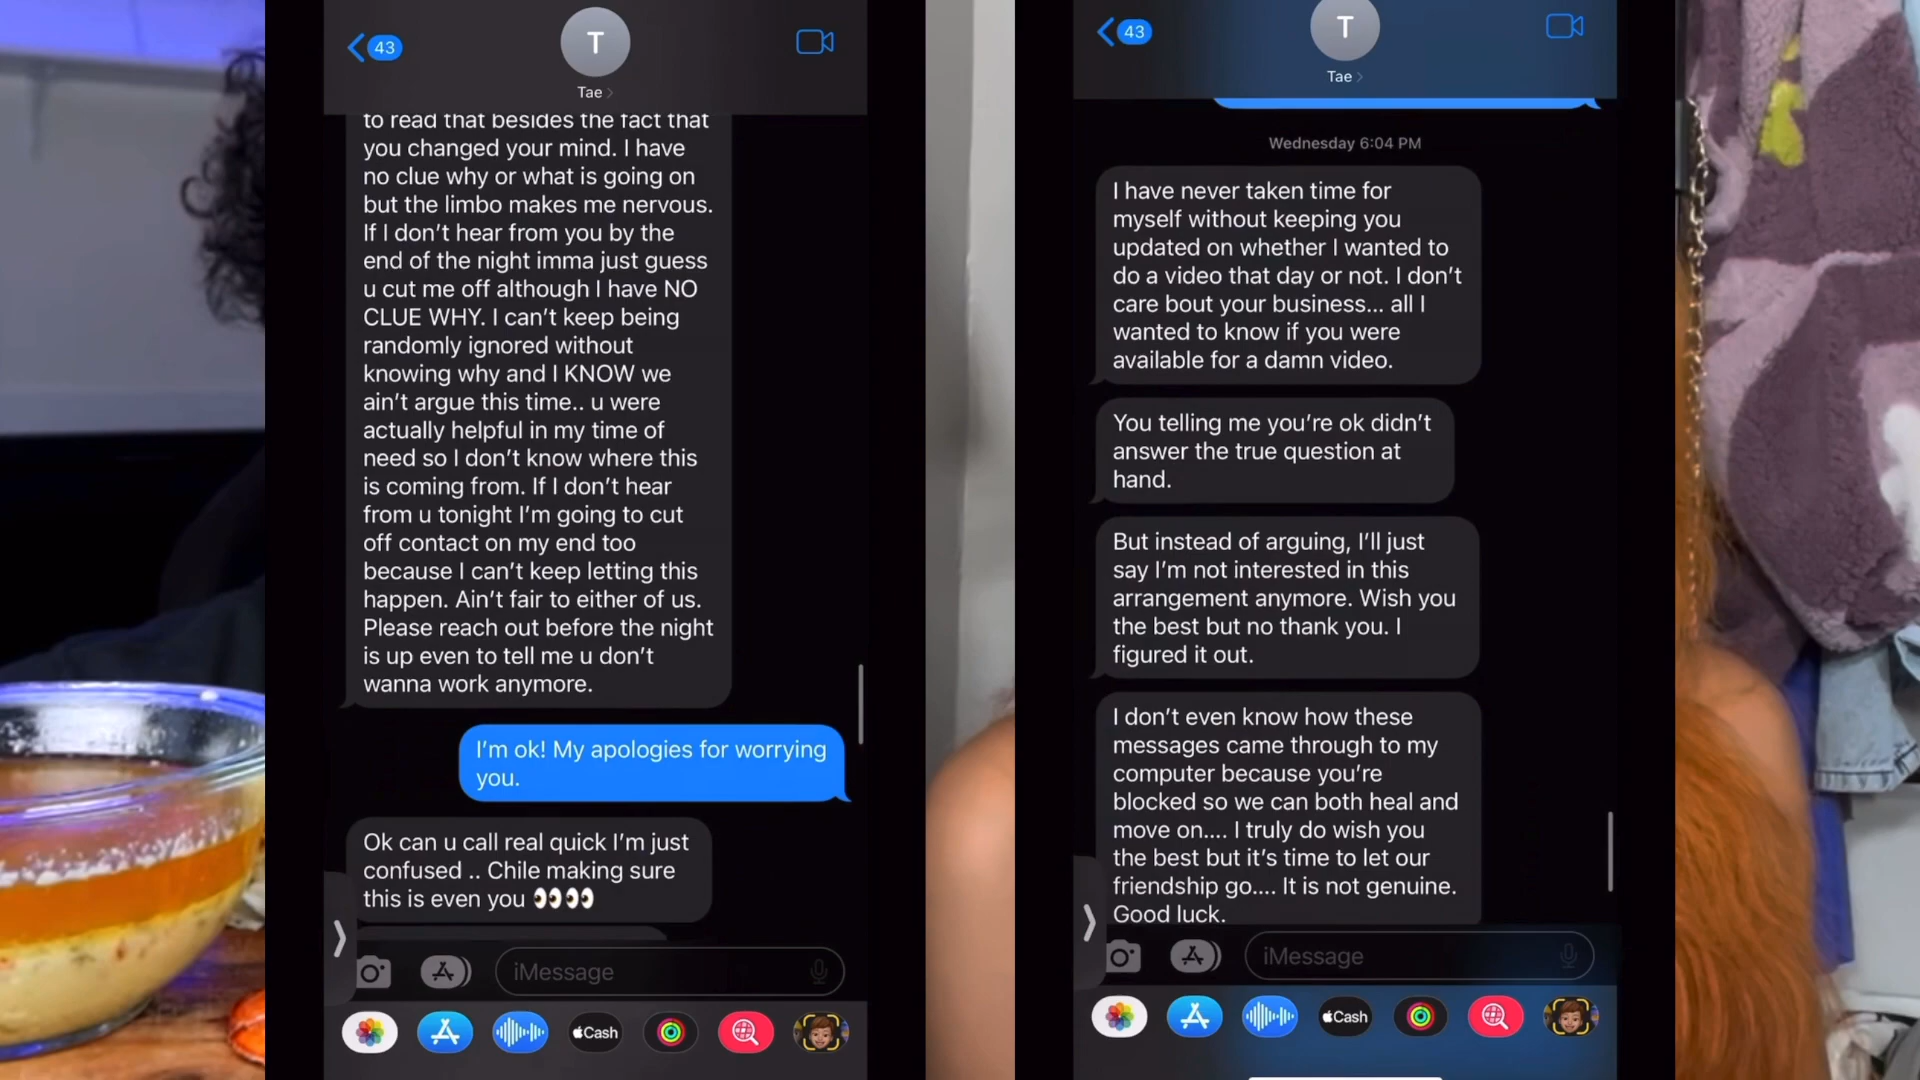 43
T
Tae
to read that besides the fact that
you changed your mind. I have
no clue why or what is going on
but the limbo makes me nervous.
If I don't hear from you by the
end of the night imma just guess
u cut me off although I have NO
CLUE WHY. I can't keep being
randomly ignored without
knowing why and I KNOW we
ain't argue this time.. u were
actually helpful in my time of
need so I don't know where this
is coming from. If I don't hear
from u tonight I'm going to cut
off contact on my end too
because I can't keep letting this
happen. Ain't fair to either of us.
Please reach out before the night
is up even to tell me u don't
wanna work anymore.
I'm ok! My apologies for worrying
you.
Ok can u call real quick I'm just
confused .. Chile making sure
this is even you 👀👀
iMessage
Cash
43
T
Tae
Wednesday 6:04 PM
I have never taken time for
myself without keeping you
updated on whether I wanted to
do a video that day or not. I don't
care bout your business... all I
wanted to know if you were
available for a damn video.
You telling me you're ok didn't
answer the true question at
hand.
But instead of arguing, I'll just
say I'm not interested in this
arrangement anymore. Wish you
the best but no thank you. I
figured it out.
I don't even know how these
messages came through to my
computer because you're
blocked so we can both heal and
move on.... I truly do wish you
the best but it's time to let our
friendship go.... It is not genuine.
Good luck.
iMessage
Cash